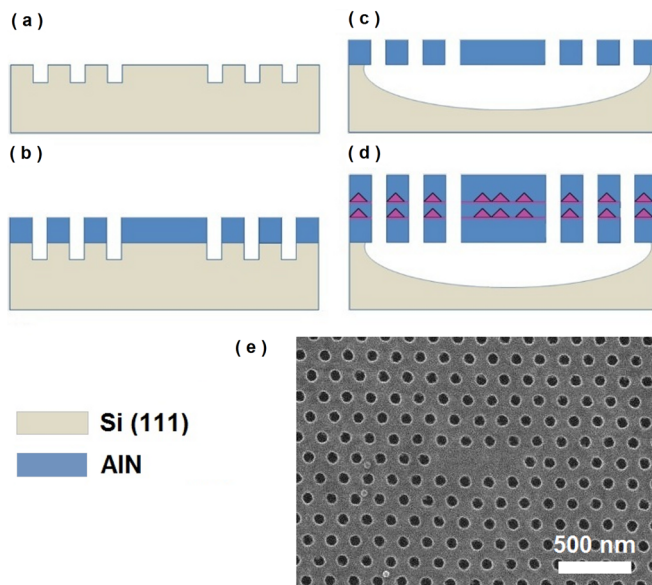 ( a )
( b )
( c )
( d )
( e )
Si (111)
AlN
500 nm